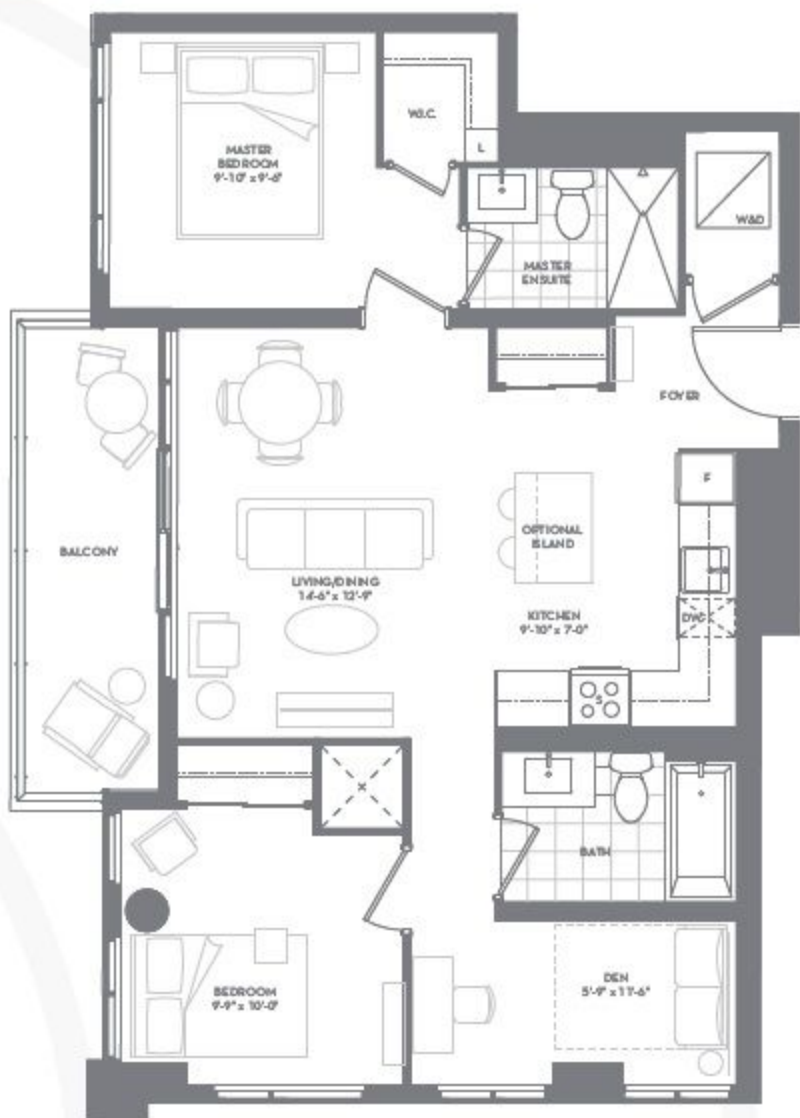 MASTER
BEDROOM
9'-10" x 9'-6"
W.I.C.
L
W&D
MASTER
ENSUITE
FOYER
F
OPTIONAL
ISLAND
BALCONY
LIVING/DINING
14'-6" x 12'-9"
KITCHEN
9'-10" x 7'-0"
DW
S
BATH
BEDROOM
9'-9" x 10'-0"
DEN
5'-9" x 11'-6"